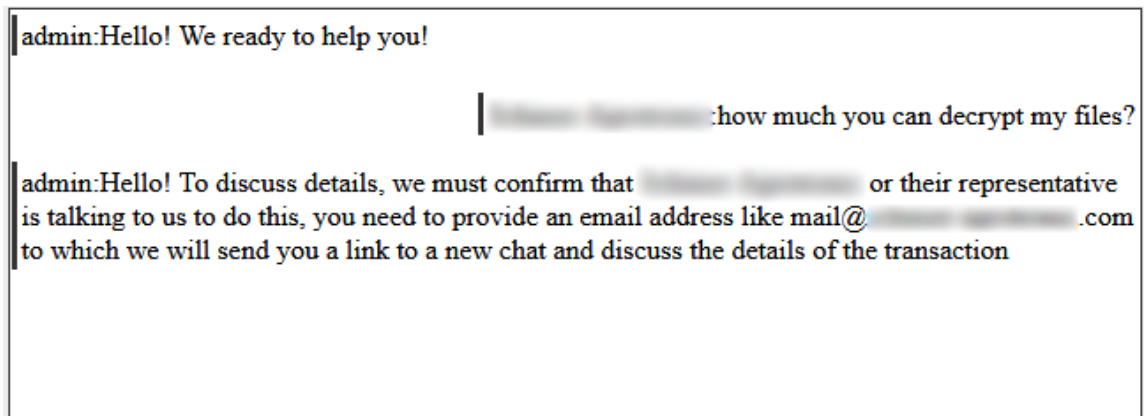 admin:Hello! We ready to help you!
:how much you can decrypt my files?
admin:Hello! To discuss details, we must confirm that or their representative
is talking to us to do this, you need to provide an email address like mail@ .com
to which we will send you a link to a new chat and discuss the details of the transaction